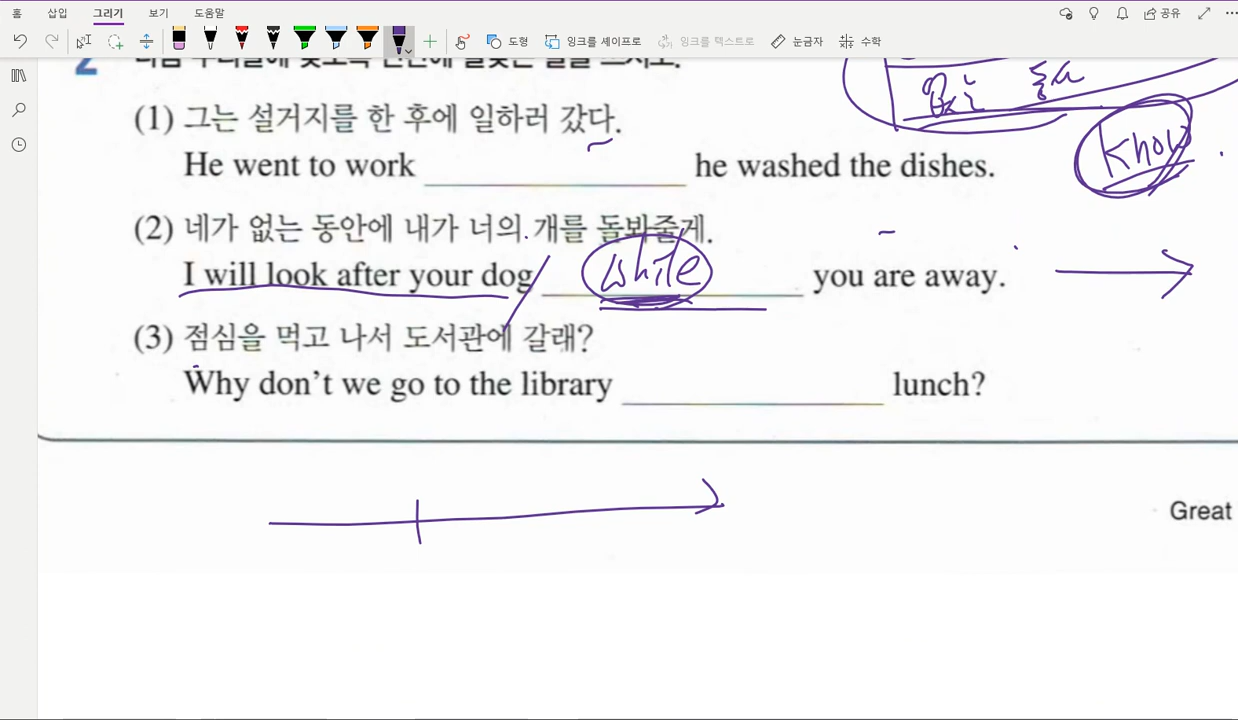 홈 삽입 그리기 보기 도움말 공유
도형 잉크를 셰이프로 잉크를 텍스트로 눈금자 수학
2
(1) 그는 설거지를 한 후에 일하러 갔다.
know
He went to work he washed the dishes.
(2) 네가 없는 동안에 내가 너의 개를 돌봐줄게.
I will look after your dog while you are away.
(3) 점심을 먹고 나서 도서관에 갈래?
Why don't we go to the library lunch?
Great